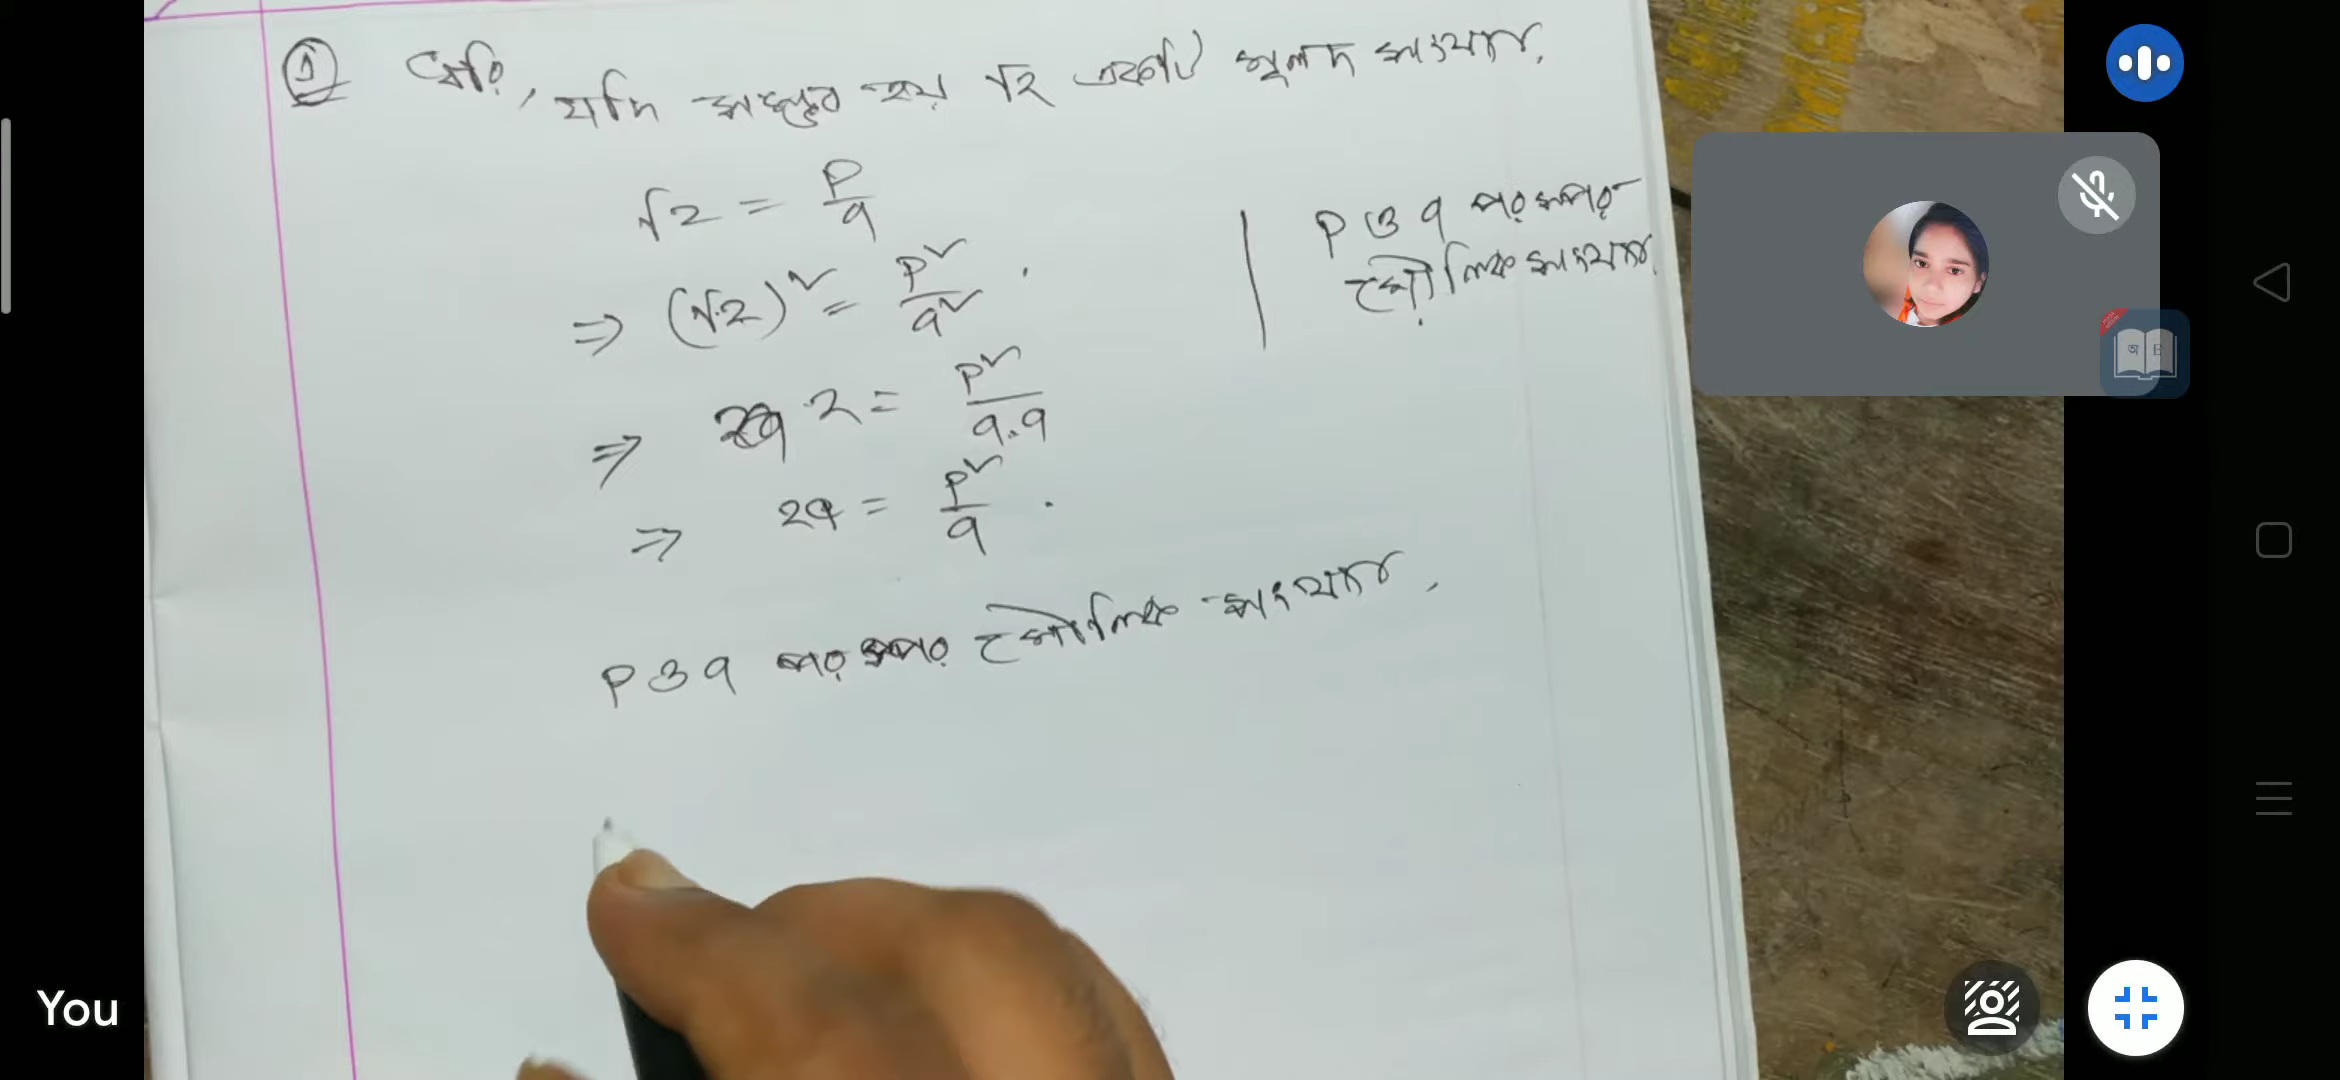 ① ধরি, যদি সম্ভব হয় √2 একটি মূলদ সংখ্যা.
√2 = P/q
⇒ (√2)² = P²/q²
⇒ 2 = P²/q.q
⇒ 2q = P²/q
P ও q পরস্পর
মৌলিক সংখ্যা.
P ও q পরস্পর মৌলিক সংখ্যা,
You